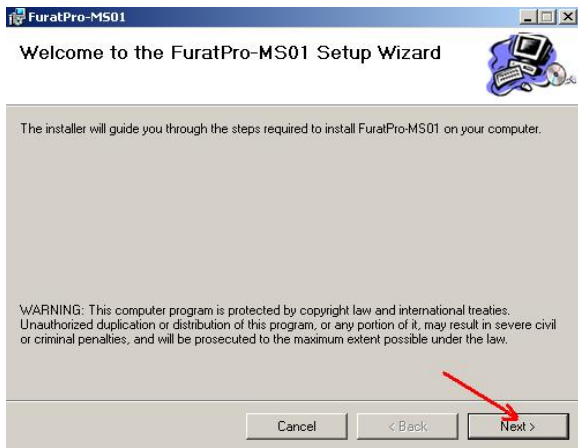 FuratPro-MS01
Welcome to the FuratPro-MS01 Setup Wizard
The installer will guide you through the steps required to install FuratPro-MS01 on your computer.
WARNING: This computer program is protected by copyright law and international treaties.
Unauthorized duplication or distribution of this program, or any portion of it, may result in severe civil
or criminal penalties, and will be prosecuted to the maximum extent possible under the law.
Cancel
< Back
Next >